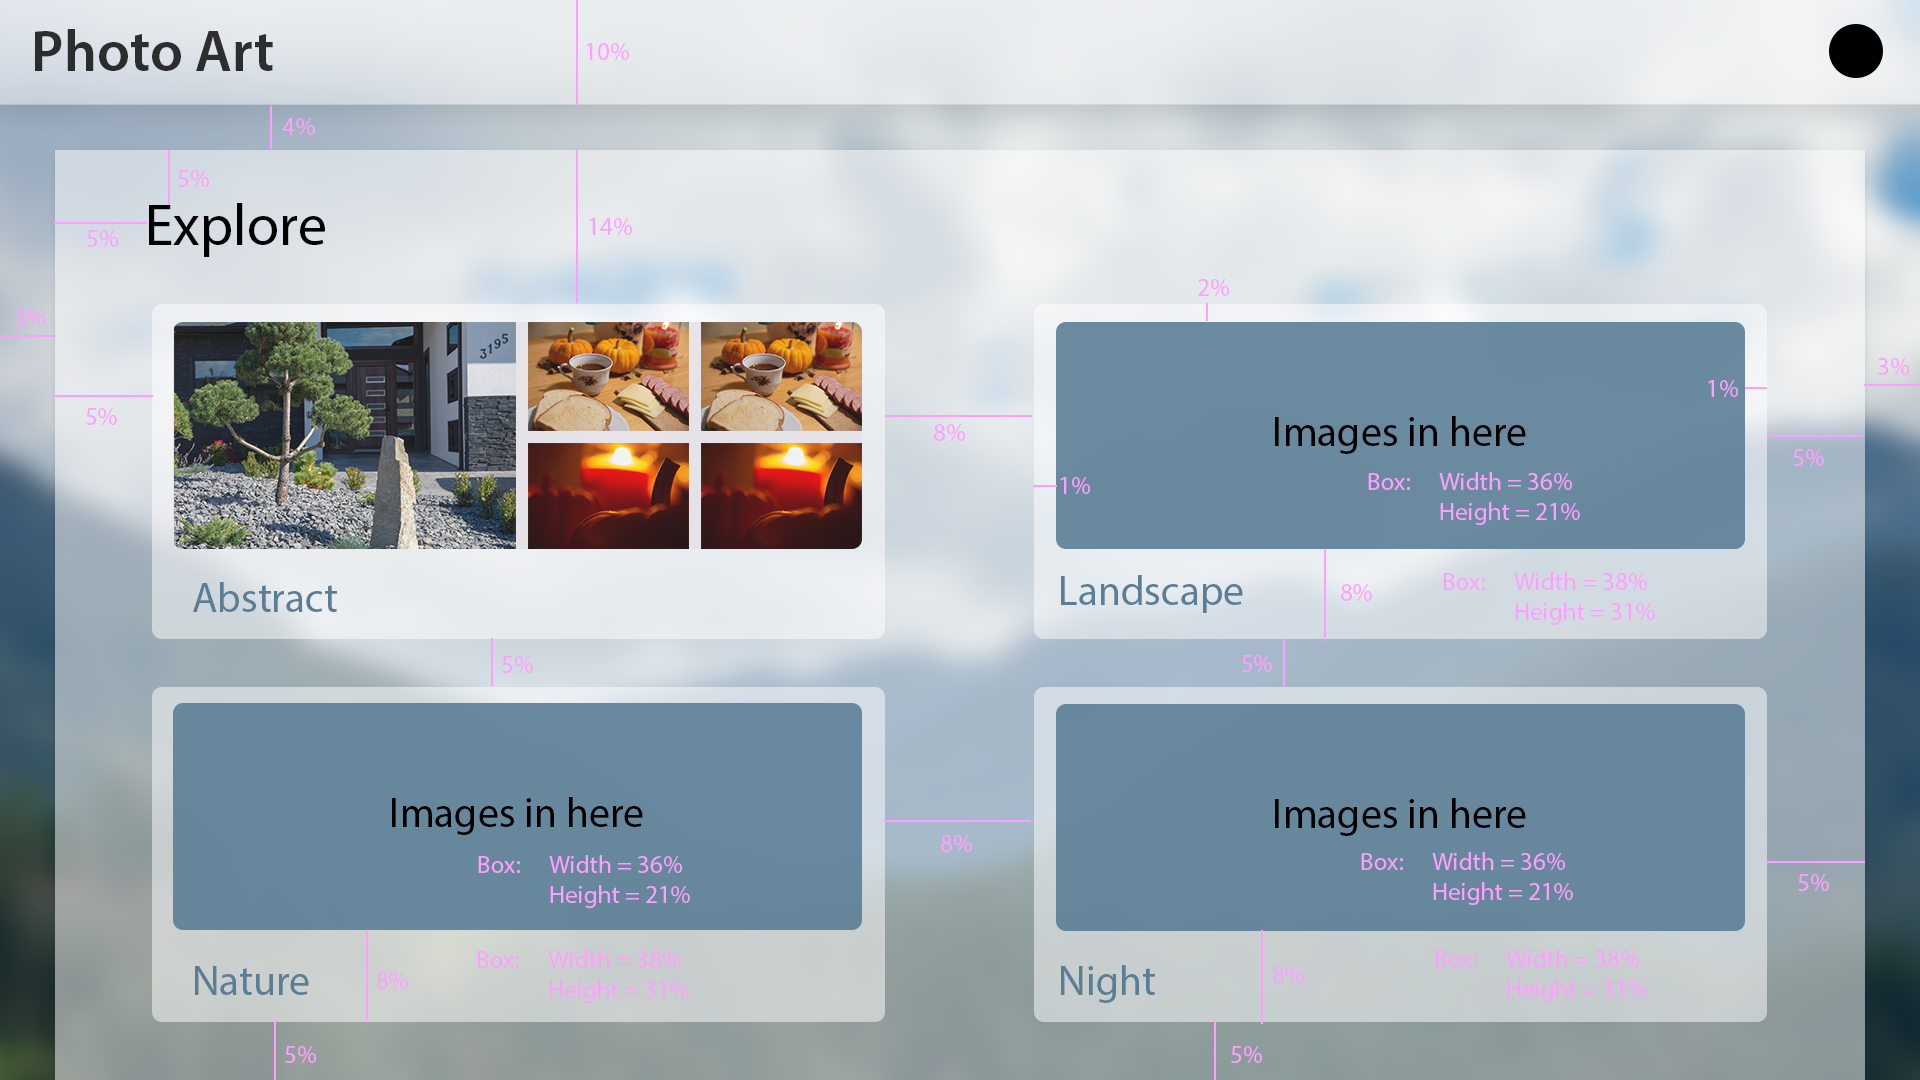 Photo Art
10%
4%
5%
5%
Explore
14%
3%
2%
3195
5%
8%
1%
3%
Images in here
5%
1%
Box: Width = 36%
Height = 21%
Abstract
Landscape
8%
Box: Width = 38%
Height = 31%
5%
5%
Images in here
Box: Width = 36%
Height = 21%
8%
Images in here
Box: Width = 36%
Height = 21%
5%
Nature
8%
Box: Width = 38%
Height = 31%
Night
8%
Box: Width = 38%
Height = 31%
5%
5%